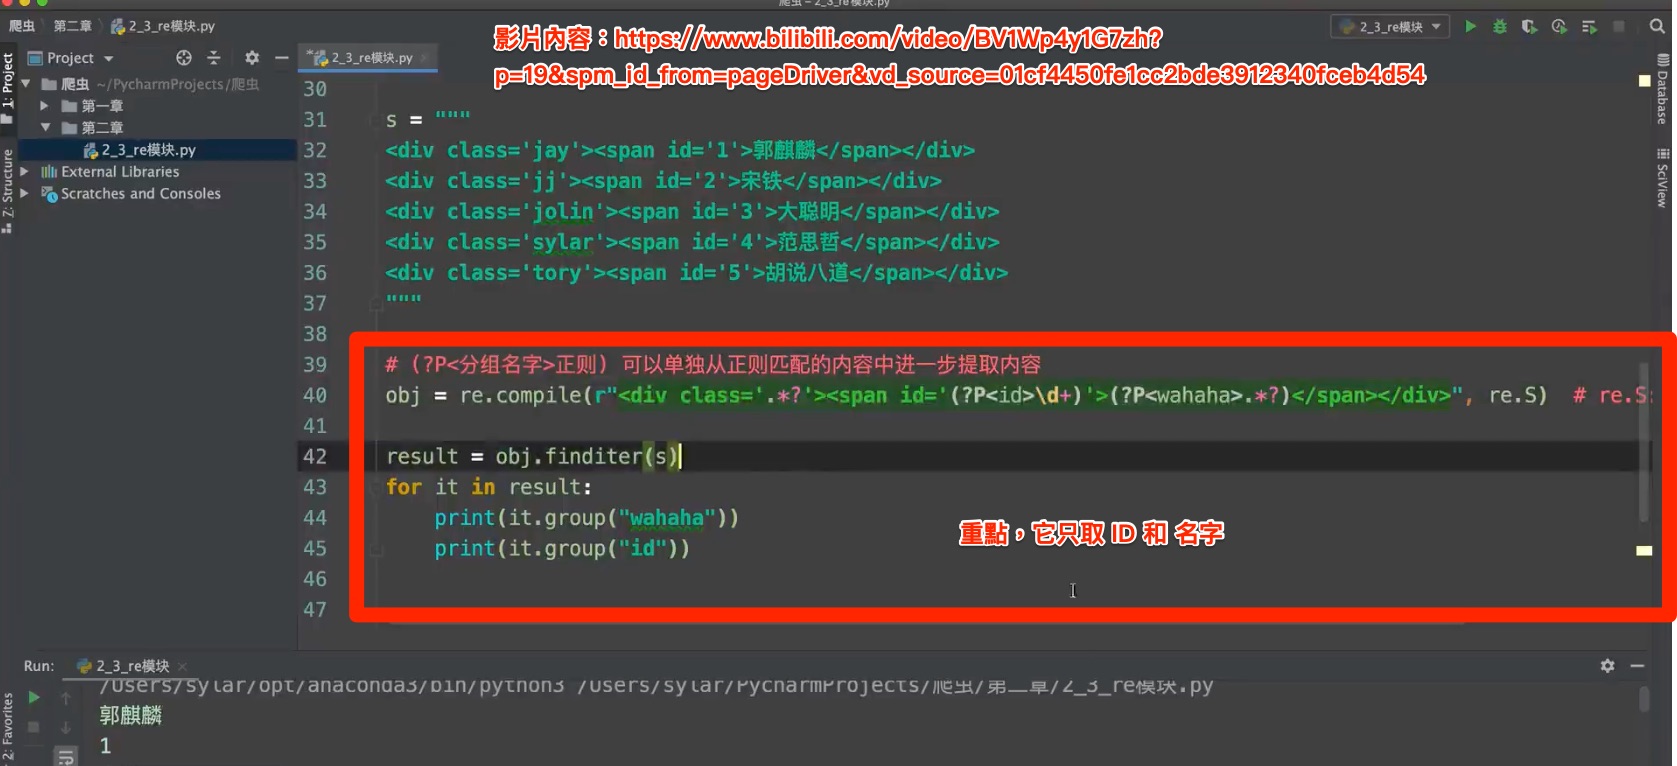 爬虫 - 2_3_re模块.py
爬虫 第二章 2_3_re模块.py
2_3_re模块
影片內容：https://www.bilibili.com/video/BV1Wp4y1G7zh?
p=19&spm_id_from=pageDriver&vd_source=01cf4450fe1cc2bde3912340fceb4d54
1: Project
Z: Structure
2: Favorites
Project
爬虫 ~/PycharmProjects/爬虫
第一章
第二章
2_3_re模块.py
External Libraries
Scratches and Consoles
2_3_re模块.py
Database
SciView
30
31 s = """
32 <div class='jay'><span id='1'>郭麒麟</span></div>
33 <div class='jj'><span id='2'>宋铁</span></div>
34 <div class='jolin'><span id='3'>大聪明</span></div>
35 <div class='sylar'><span id='4'>范思哲</span></div>
36 <div class='tory'><span id='5'>胡说八道</span></div>
37 """
38
39 # (?P<分组名字>正则) 可以单独从正则匹配的内容中进一步提取内容
40 obj = re.compile(r"<div class='.*?'><span id='(?P<id>\d+)'>(?P<wahaha>.*?)</span></div>", re.S) # re.S:
41
42 result = obj.finditer(s)
43 for it in result:
44 print(it.group("wahaha"))
45 print(it.group("id"))
46
47
重點，它只取 ID 和 名字
Run: 2_3_re模块
/Users/sylar/opt/anaconda3/bin/python3 /Users/sylar/PycharmProjects/爬虫/第二章/2_3_re模块.py
郭麒麟
1